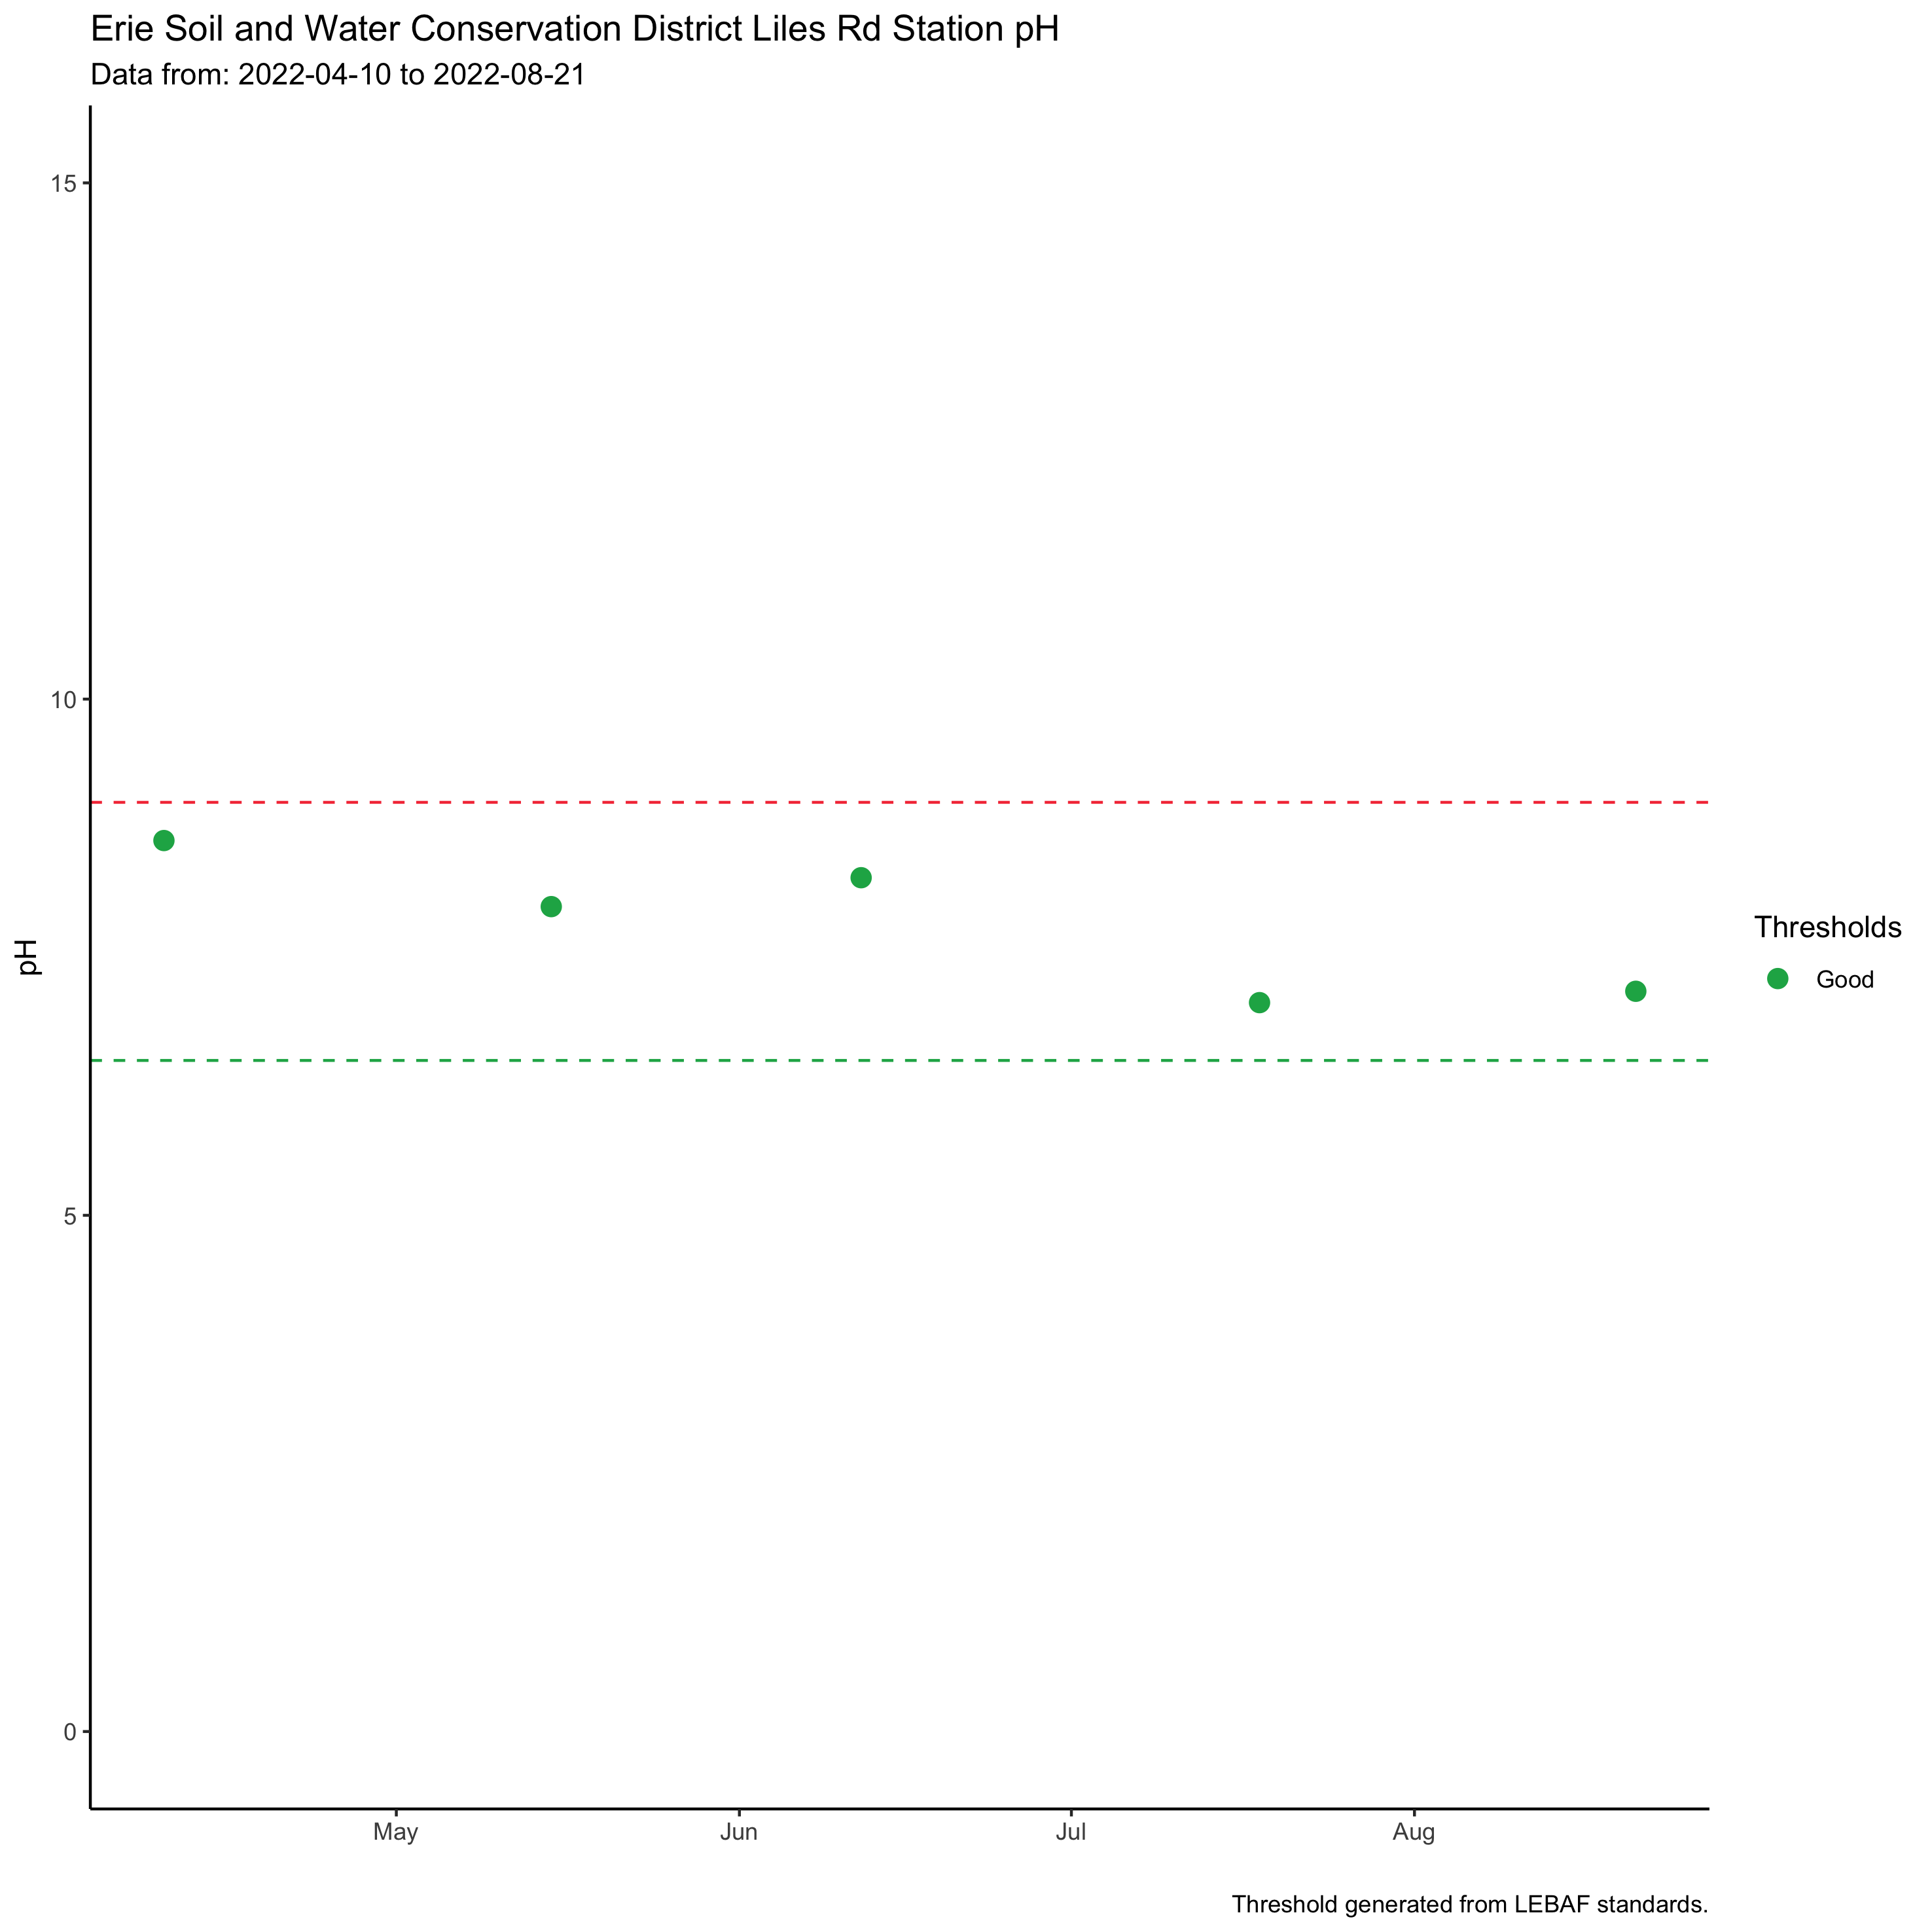 Erie Soil and Water Conservation District Liles Rd Station pH
Data from: 2022-04-10 to 2022-08-21
15
10
5
0
pH
May Jun Jul Aug
Thresholds
Good
Threshold generated from LEBAF standards.